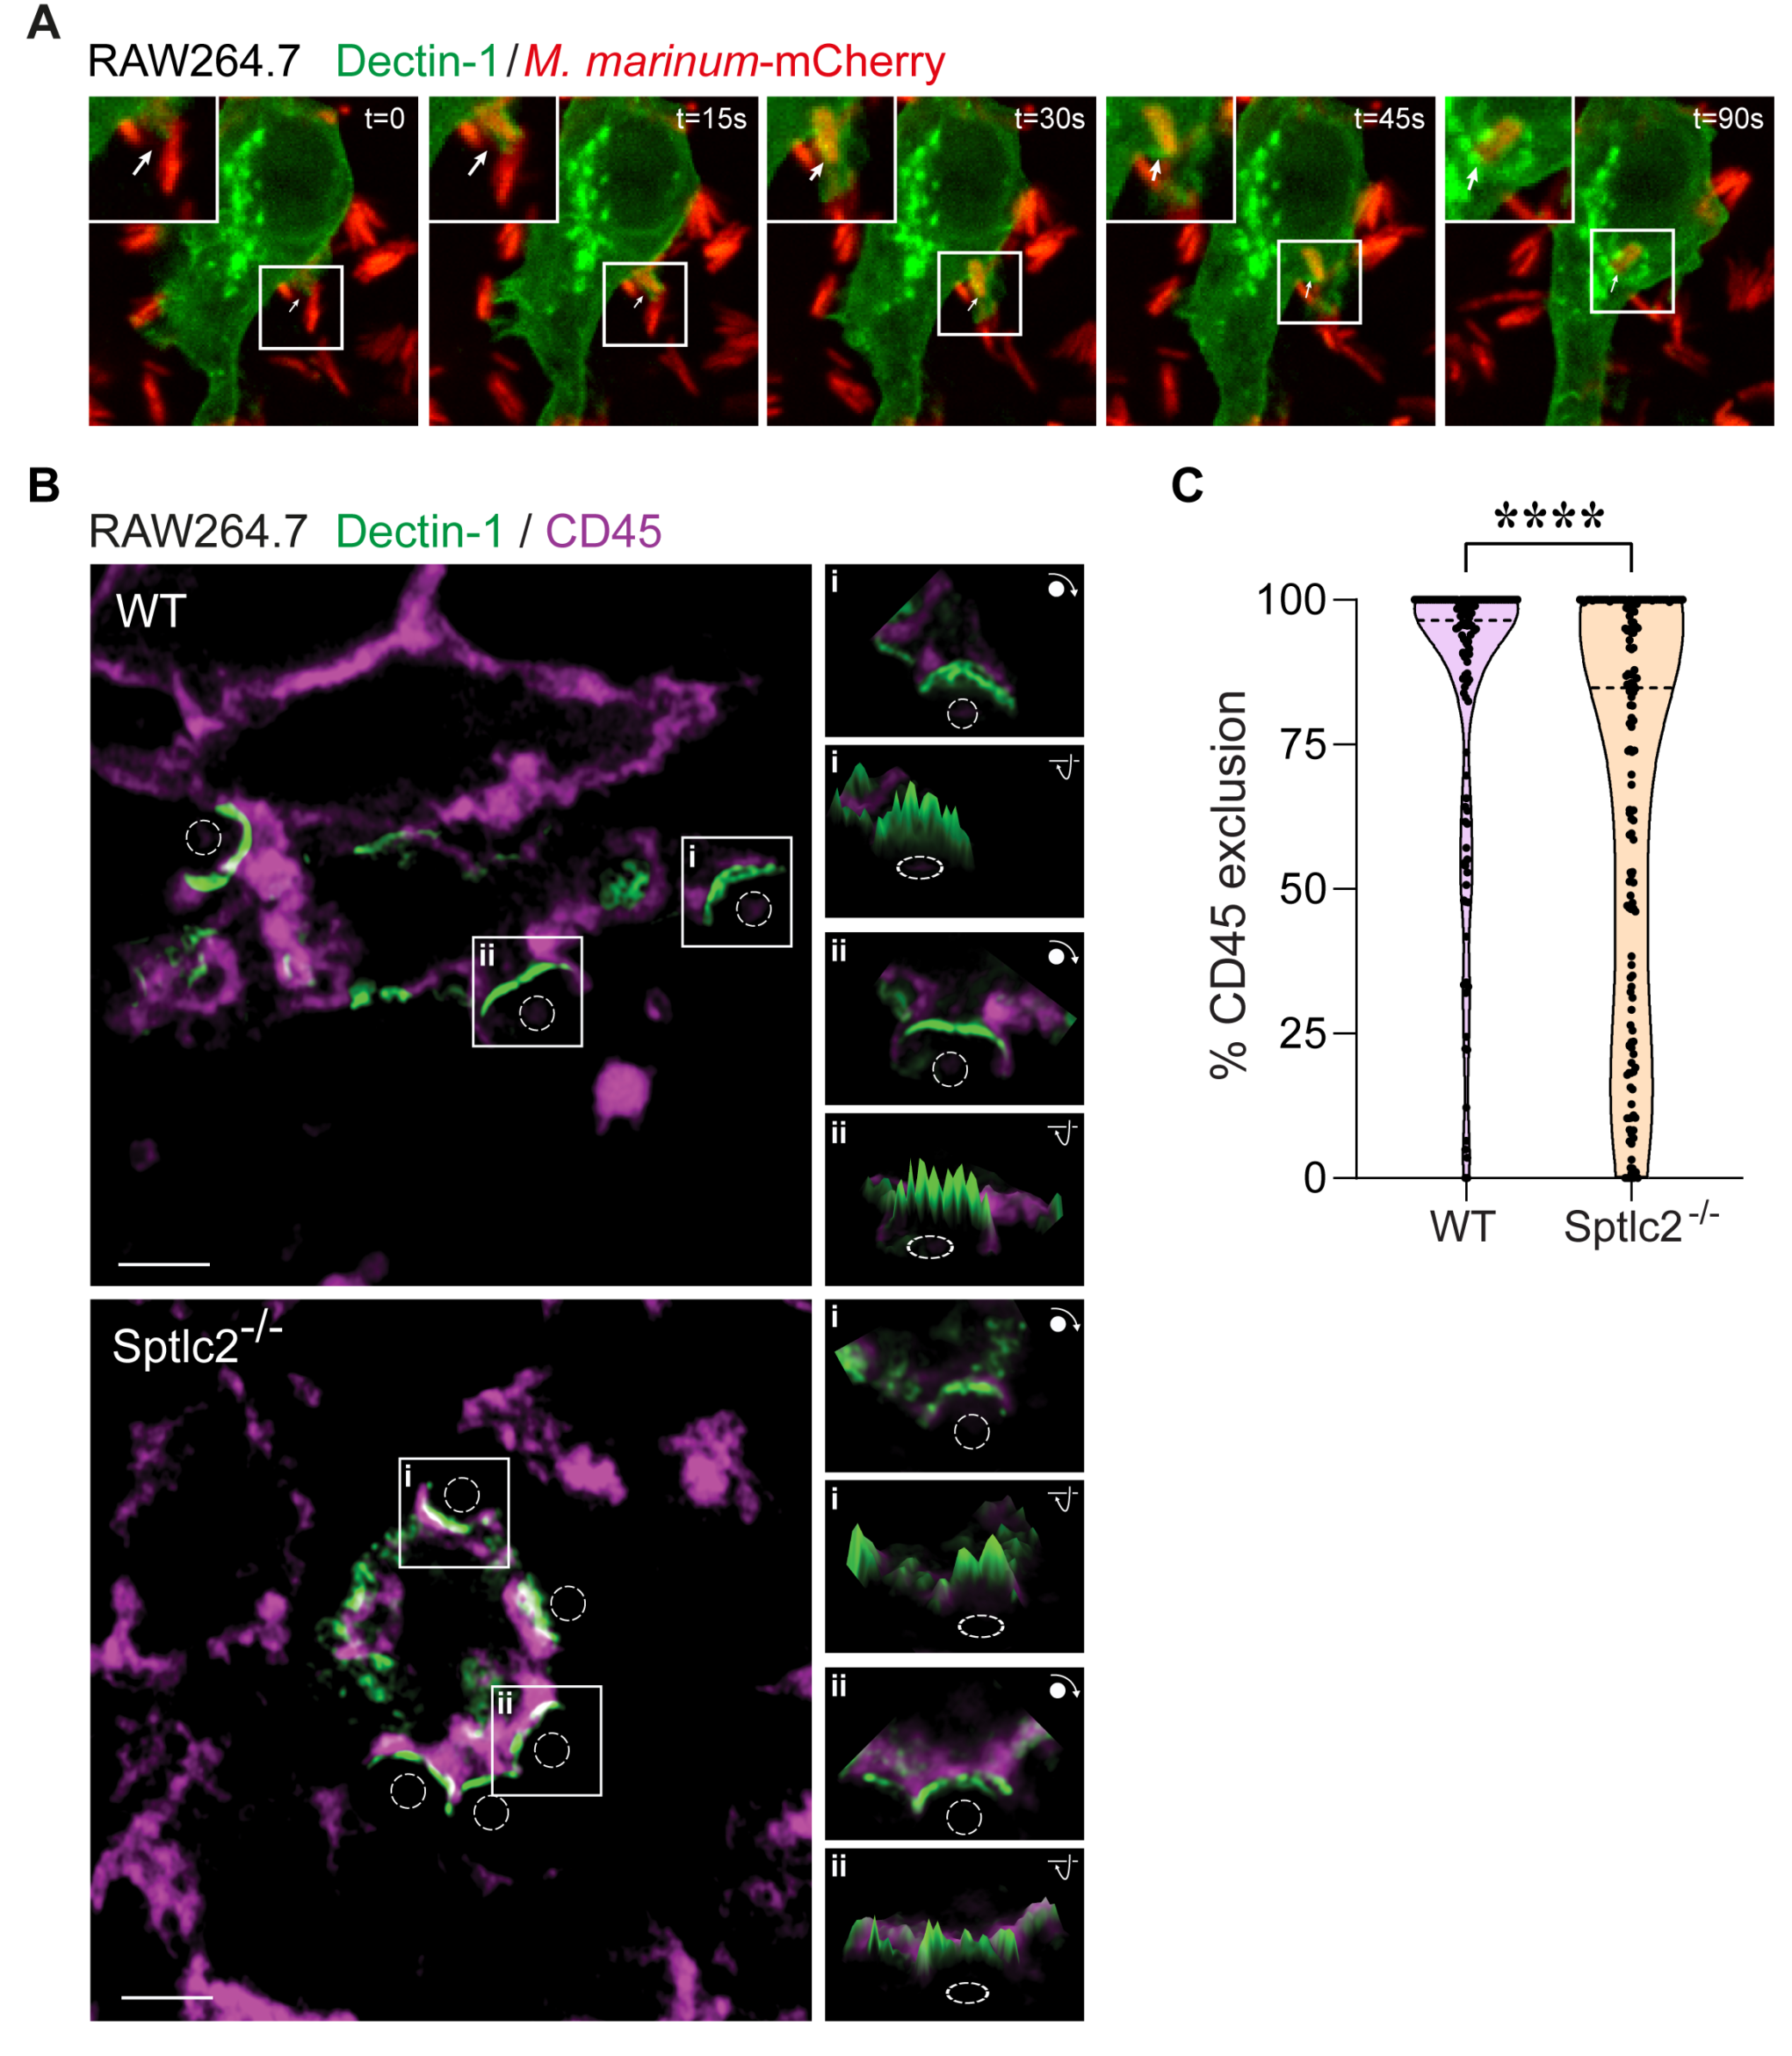 A
RAW264.7 Dectin-1/M. marinum-mCherry
t=0
t=15s
t=30s
t=45s
t=90s
B
RAW264.7 Dectin-1 / CD45
WT
i
ii
i
i
ii
ii
Sptlc2-/-
i
ii
i
i
ii
ii
C
****
% CD45 exclusion
100
75
50
25
0
WT
Sptlc2-/-